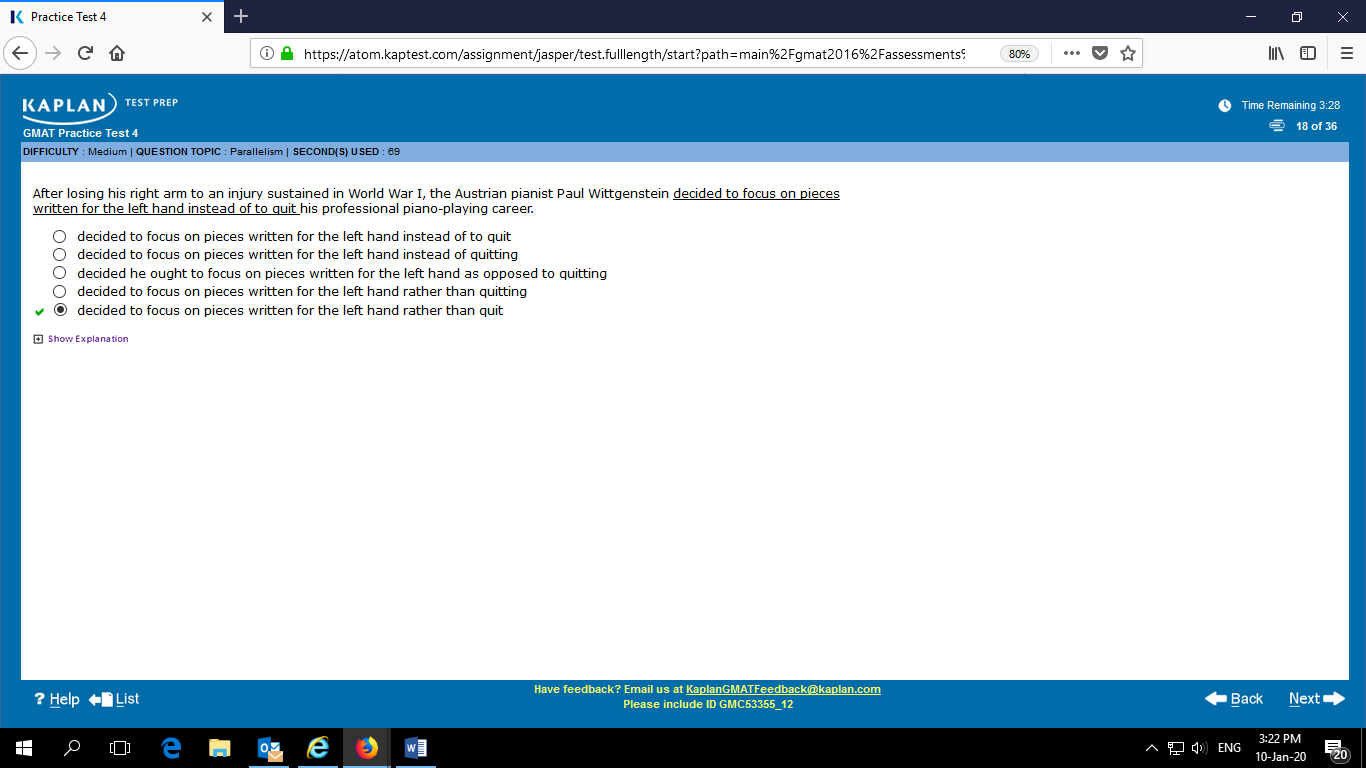 Practice Test 4
https://atom.kaptest.com/assignment/jasper/test.fulllength/start?path=main%2Fgmat2016%2Fassessments%
80%
KAPLAN TEST PREP
Time Remaining 3:28
GMAT Practice Test 4
18 of 36
DIFFICULTY : Medium | QUESTION TOPIC : Parallelism | SECOND(S) USED : 69
After losing his right arm to an injury sustained in World War I, the Austrian pianist Paul Wittgenstein decided to focus on pieces
written for the left hand instead of to quit his professional piano-playing career.
decided to focus on pieces written for the left hand instead of to quit
decided to focus on pieces written for the left hand instead of quitting
decided he ought to focus on pieces written for the left hand as opposed to quitting
decided to focus on pieces written for the left hand rather than quitting
decided to focus on pieces written for the left hand rather than quit
Show Explanation
? Help List
Have feedback? Email us at KaplanGMATFeedback@kaplan.com
Please include ID GMC53355_12
Back Next
ENG
3:22 PM
10-Jan-20
20